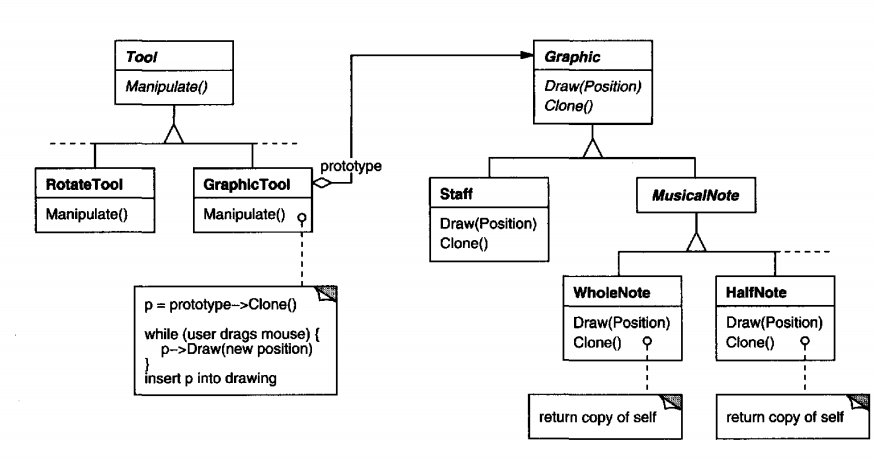 Tool
Manipulate()
Graphic
Draw(Position)
Clone()
prototype
RotateTool
Manipulate()
GraphicTool
Manipulate()
Staff
Draw(Position)
Clone()
MusicalNote
p = prototype–>Clone()
while (user drags mouse) {
p–>Draw(new position)
}
insert p into drawing
WholeNote
Draw(Position)
Clone()
HalfNote
Draw(Position)
Clone()
return copy of self
return copy of self